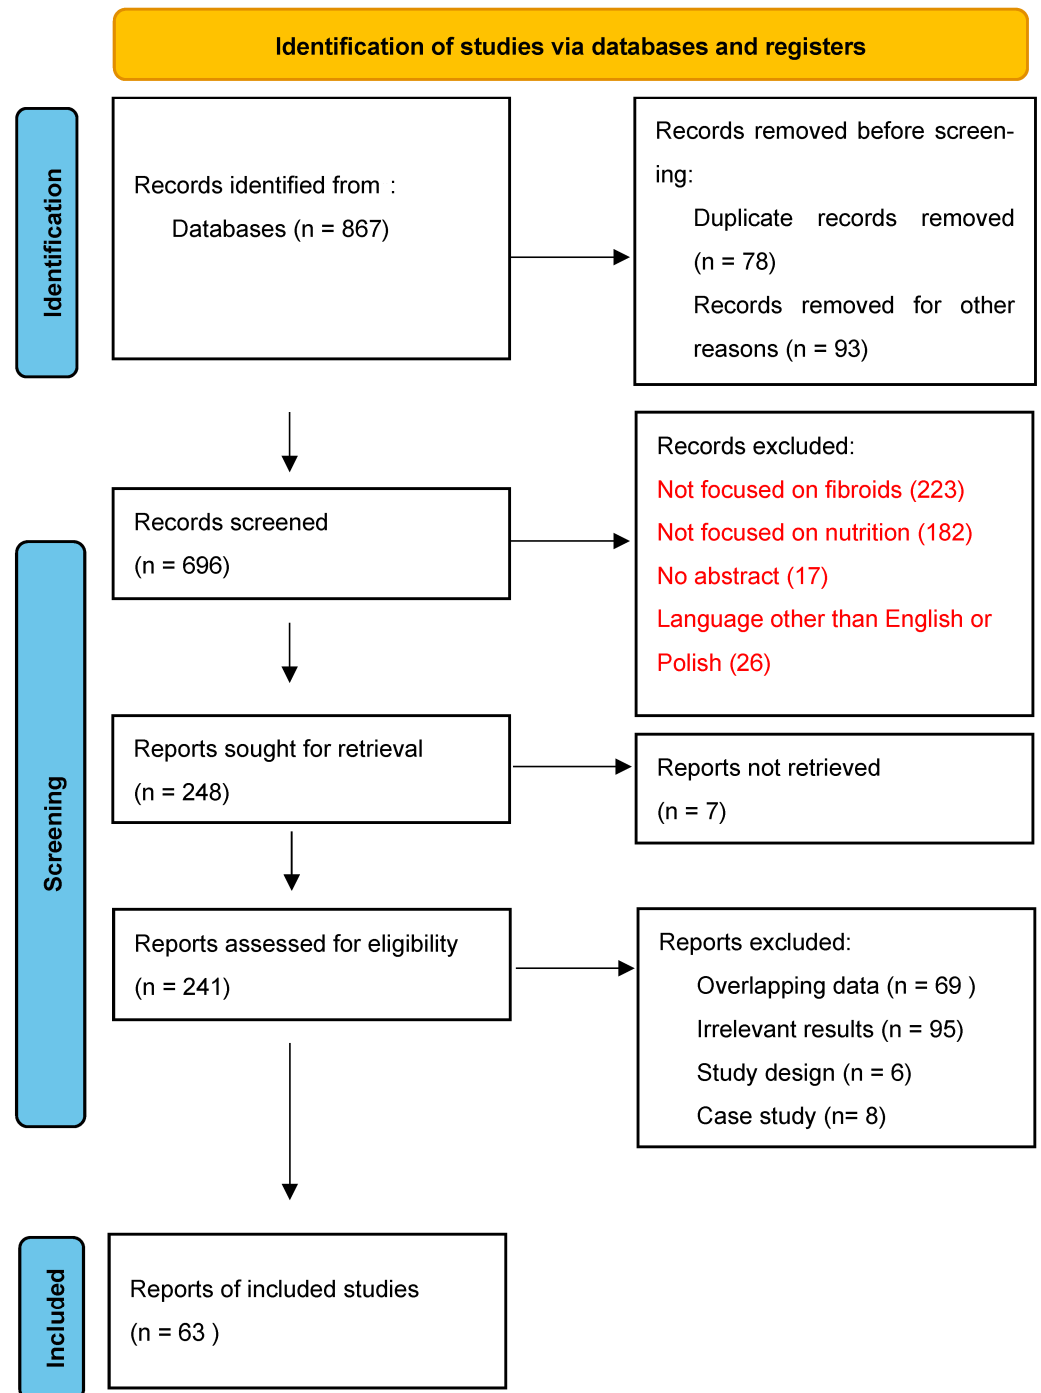 Identification of studies via databases and registers
Identification
Records identified from :
Databases (n = 867)
Records removed before screen-
ing:
Duplicate records removed
(n = 78)
Records removed for other
reasons (n = 93)
Screening
Records screened
(n = 696)
Records excluded:
Not focused on fibroids (223)
Not focused on nutrition (182)
No abstract (17)
Language other than English or
Polish (26)
Reports sought for retrieval
(n = 248)
Reports not retrieved
(n = 7)
Reports assessed for eligibility
(n = 241)
Reports excluded:
Overlapping data (n = 69 )
Irrelevant results (n = 95)
Study design (n = 6)
Case study (n= 8)
Included
Reports of included studies
(n = 63 )